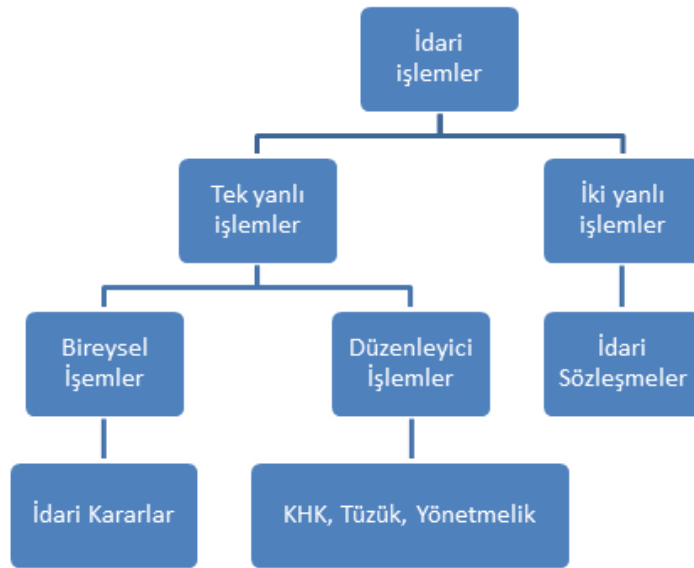 İdari
işlemler
Tek yanlı
işlemler
İki yanlı
işlemler
Bireysel
İşemler
Düzenleyici
İşlemler
İdari
Sözleşmeler
İdari Kararlar
KHK, Tüzük, Yönetmelik